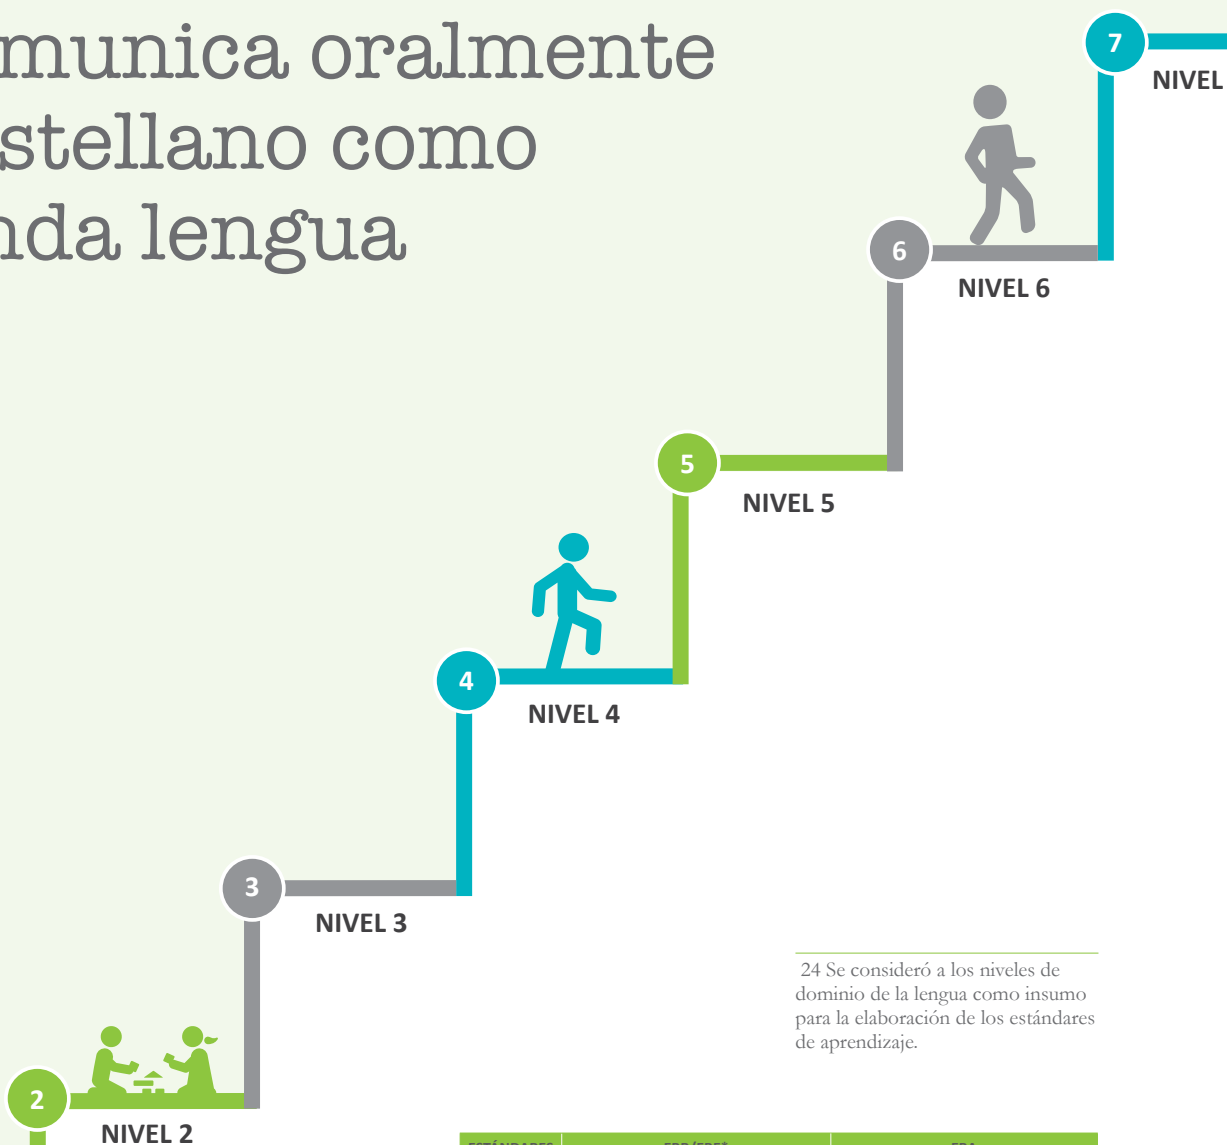 munica oralmente
stellano como
nda lengua
7
NIVEL
6
NIVEL 6
5
NIVEL 5
4
NIVEL 4
3
NIVEL 3
24 Se consideró a los niveles de
dominio de la lengua como insumo
para la elaboración de los estándares
de aprendizaje.
2
NIVEL 2
ESTÁNDARES